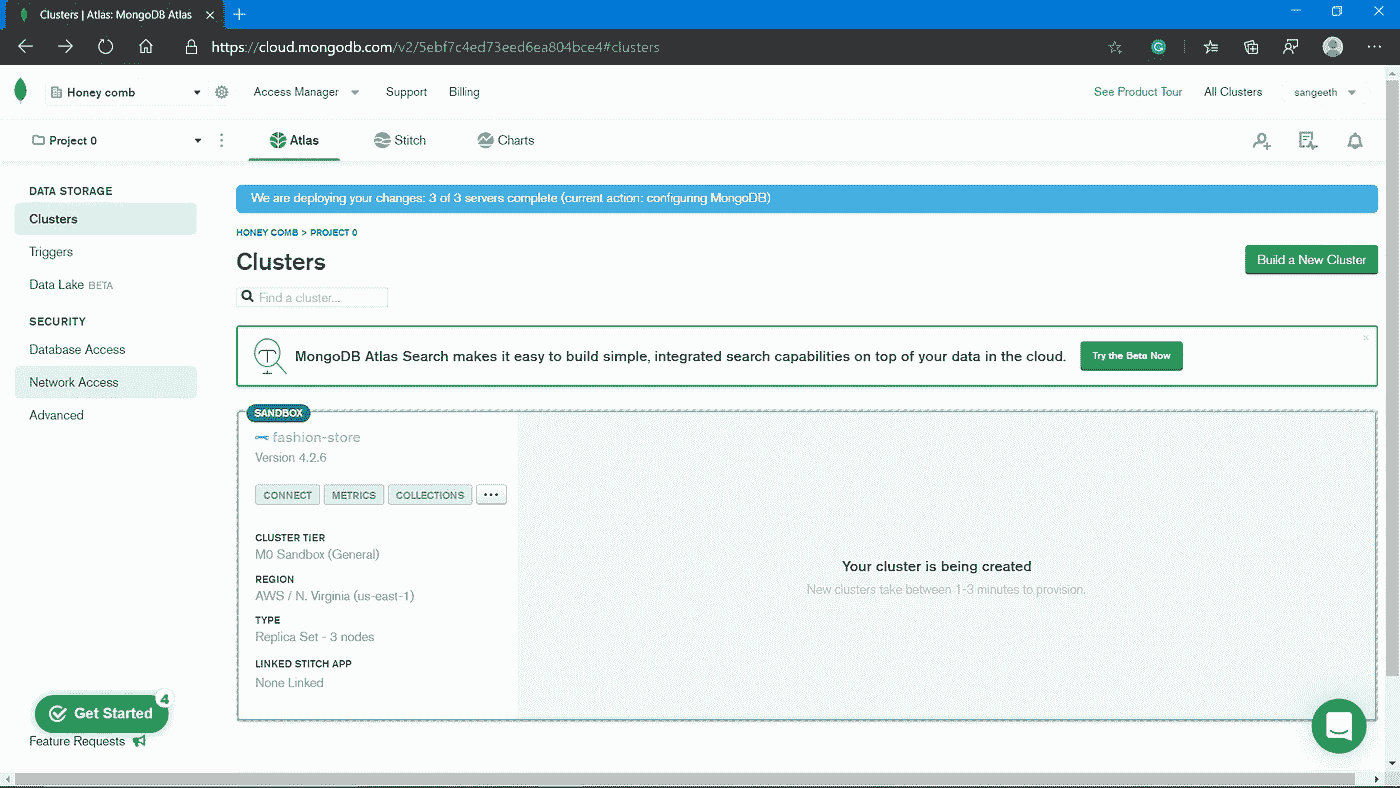 Clusters | Atlas: MongoDB Atlas
https://cloud.mongodb.com/v2/5ebf7c4ed73eed6ea804bce4#clusters
Honey comb
Access Manager
Support
Billing
See Product Tour
All Clusters
sangeeth
Project 0
Atlas
Stitch
Charts
DATA STORAGE
Clusters
Triggers
Data Lake BETA
SECURITY
Database Access
Network Access
Advanced
4
Get Started
Feature Requests
We are deploying your changes: 3 of 3 servers complete (current action: configuring MongoDB)
HONEY COMB > PROJECT 0
Clusters
Build a New Cluster
Find a cluster...
MongoDB Atlas Search makes it easy to build simple, integrated search capabilities on top of your data in the cloud.
Try the Beta Now
SANDBOX
fashion-store
Version 4.2.6
CONNECT
METRICS
COLLECTIONS
CLUSTER TIER
M0 Sandbox (General)
REGION
AWS / N. Virginia (us-east-1)
TYPE
Replica Set - 3 nodes
LINKED STITCH APP
None Linked
Your cluster is being created
New clusters take between 1-3 minutes to provision.